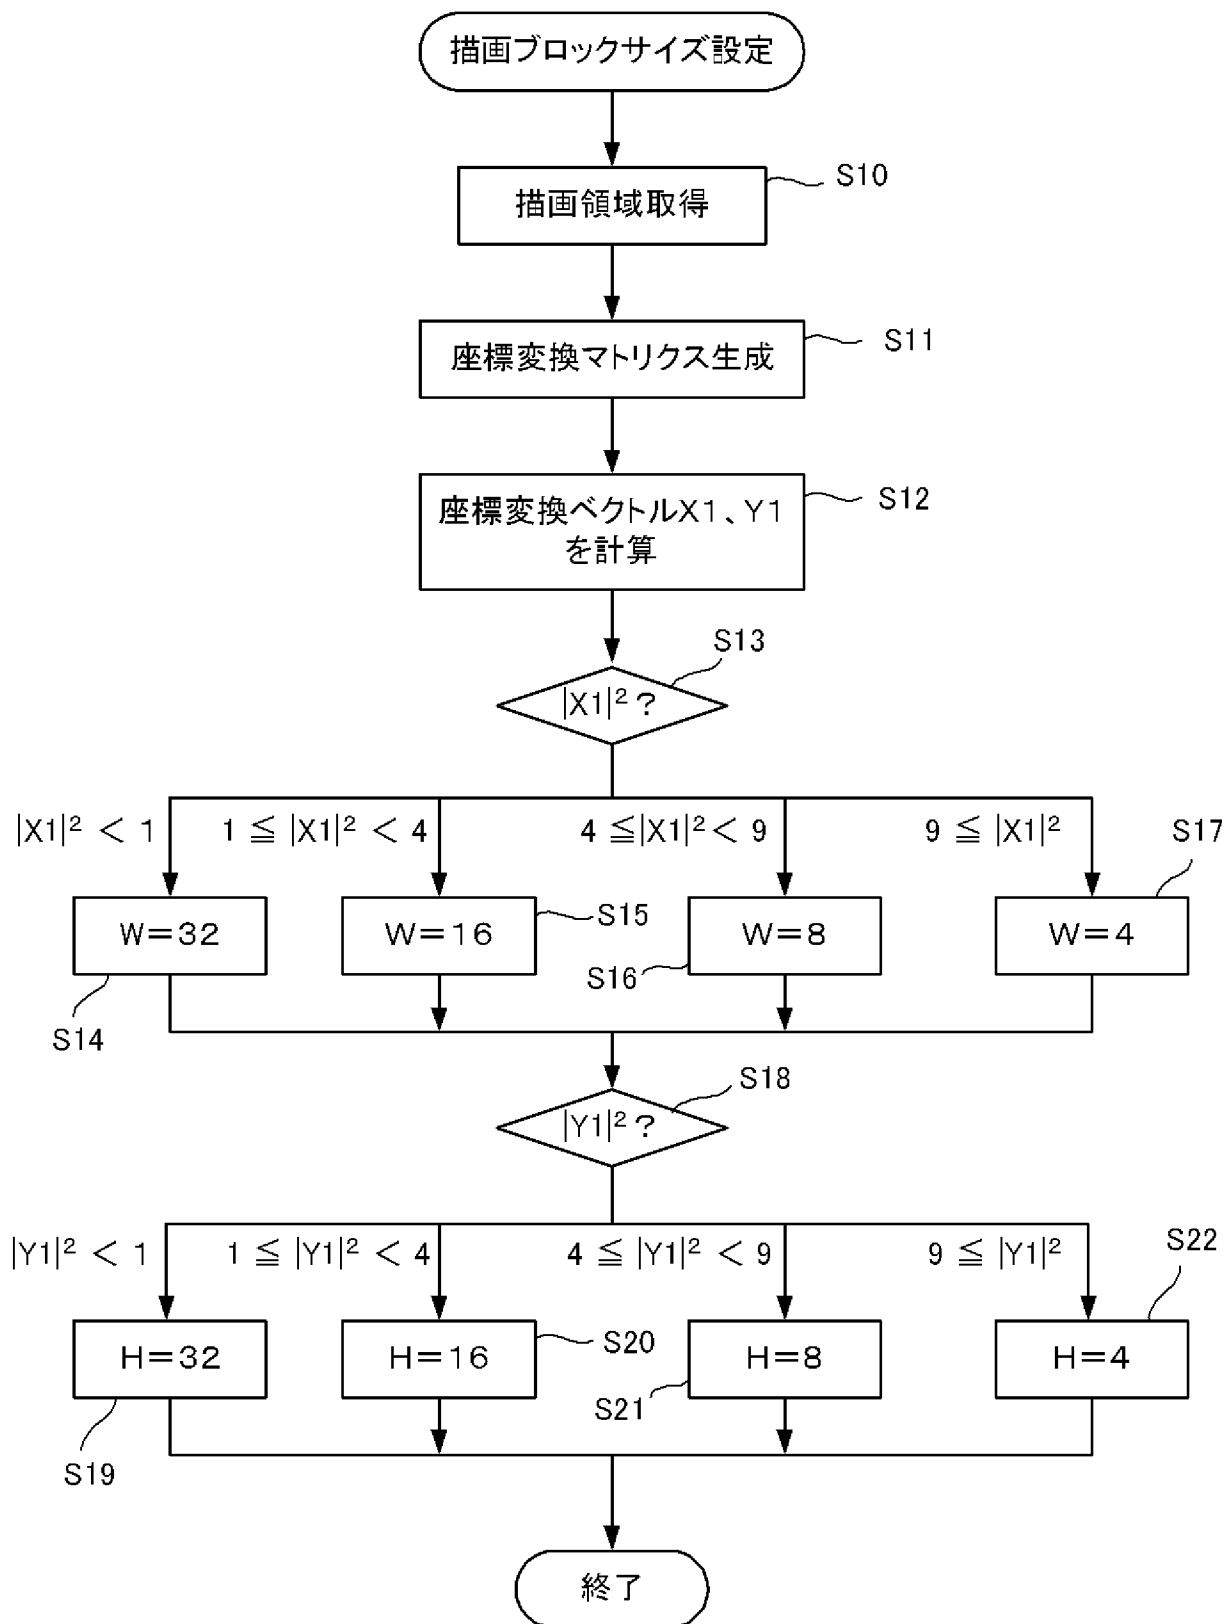 描画ブロックサイズ設定
S10
描画領域取得
S11
座標変換マトリクス生成
S12
座標変換ベクトルX1、Y1
を計算
S13
|X1|²?
|X1|² < 1
1 ≦ |X1|² < 4
4 ≦|X1|² < 9
9 ≦ |X1|²
S17
W=32
W=16
S15
W=8
W=4
S16
S14
S18
|Y1|²?
|Y1|² < 1
1 ≦ |Y1|² < 4
4 ≦ |Y1|² < 9
9 ≦ |Y1|²
S22
H=32
H=16
S20
H=8
H=4
S21
S19
終了